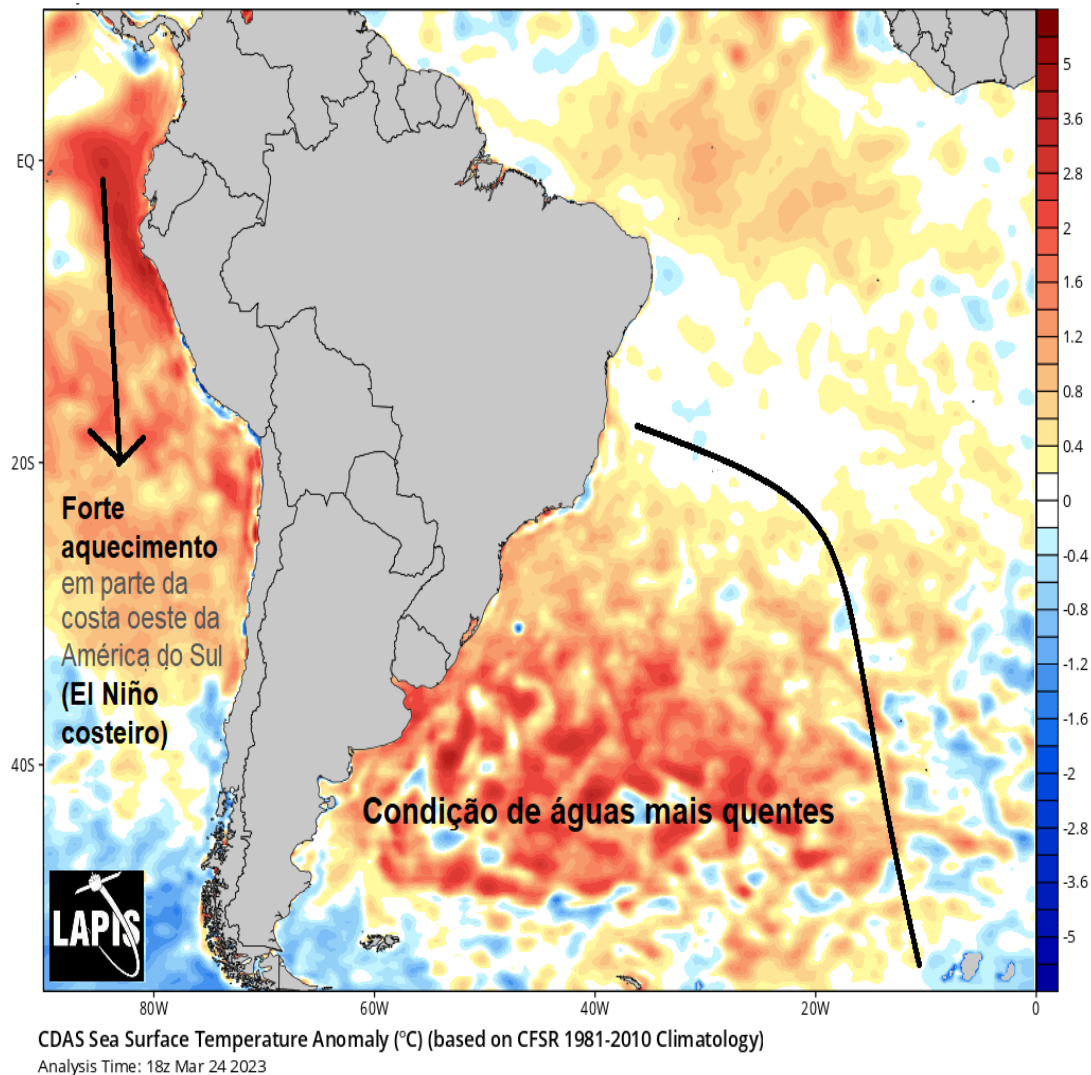 EQ
20S
40S
80W
60W
40W
20W
0
5
3.6
2.8
2
1.6
1.2
0.8
0.4
0
-0.4
-0.8
-1.2
-1.6
-2
-2.8
-3.6
-5
Forte
aquecimento
em parte da
costa oeste da
América do Sul
(El Niño
costeiro)
Condição de águas mais quentes
LAPIS
CDAS Sea Surface Temperature Anomaly (°C) (based on CFSR 1981-2010 Climatology)
Analysis Time: 18z Mar 24 2023